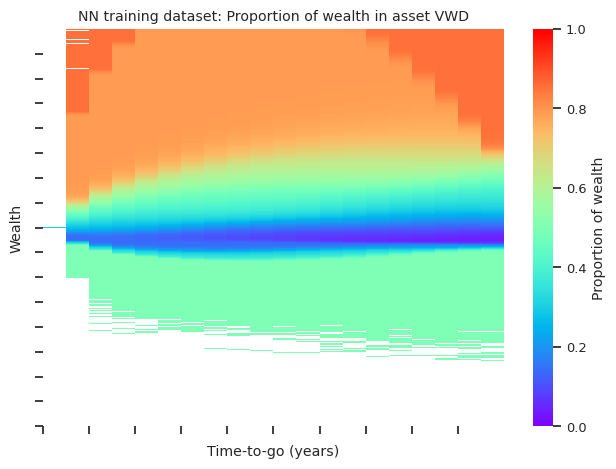 NN training dataset: Proportion of wealth in asset VWD
Wealth
Time-to-go (years)
1.0
0.8
0.6
0.4
0.2
0.0
Proportion of wealth